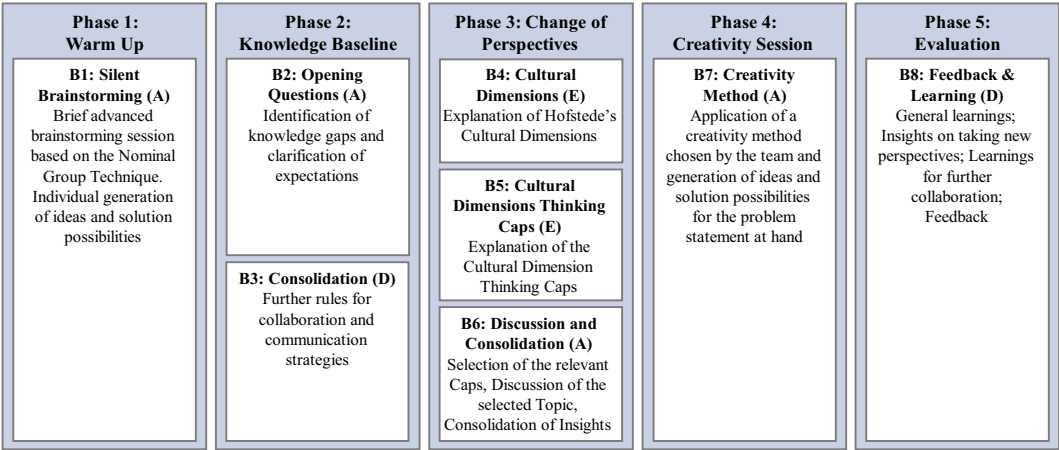 Phase 1:
Warm Up
B1: Silent
Brainstorming (A)
Brief advanced
brainstorming session
based on the Nominal
Group Technique.
Individual generation
of ideas and solution
possibilities
Phase 2:
Knowledge Baseline
B2: Opening
Questions (A)
Identification of
knowledge gaps and
clarification of
expectations
B3: Consolidation (D)
Further rules for
collaboration and
communication
strategies
Phase 3: Change of
Perspectives
B4: Cultural
Dimensions (E)
Explanation of Hofstede’s
Cultural Dimensions
B5: Cultural
Dimensions Thinking
Caps (E)
Explanation of the
Cultural Dimension
Thinking Caps
B6: Discussion and
Consolidation (A)
Selection of the relevant
Caps, Discussion of the
selected Topic,
Consolidation of Insights
Phase 4:
Creativity Session
B7: Creativity
Method (A)
Application of a
creativity method
chosen by the team and
generation of ideas and
solution possibilities
for the problem
statement at hand
Phase 5:
Evaluation
B8: Feedback &
Learning (D)
General learnings;
Insights on taking new
perspectives; Learnings
for further
collaboration;
Feedback